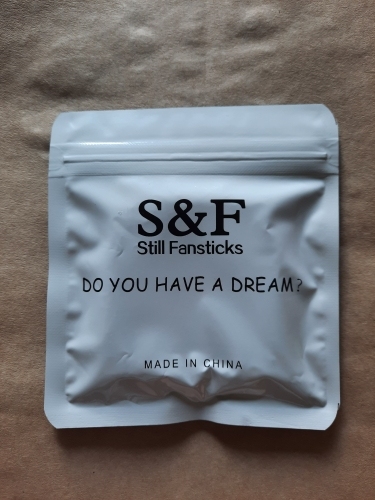 S&F
Still Fansticks
DO YOU HAVE A DREAM?
MADE IN CHINA